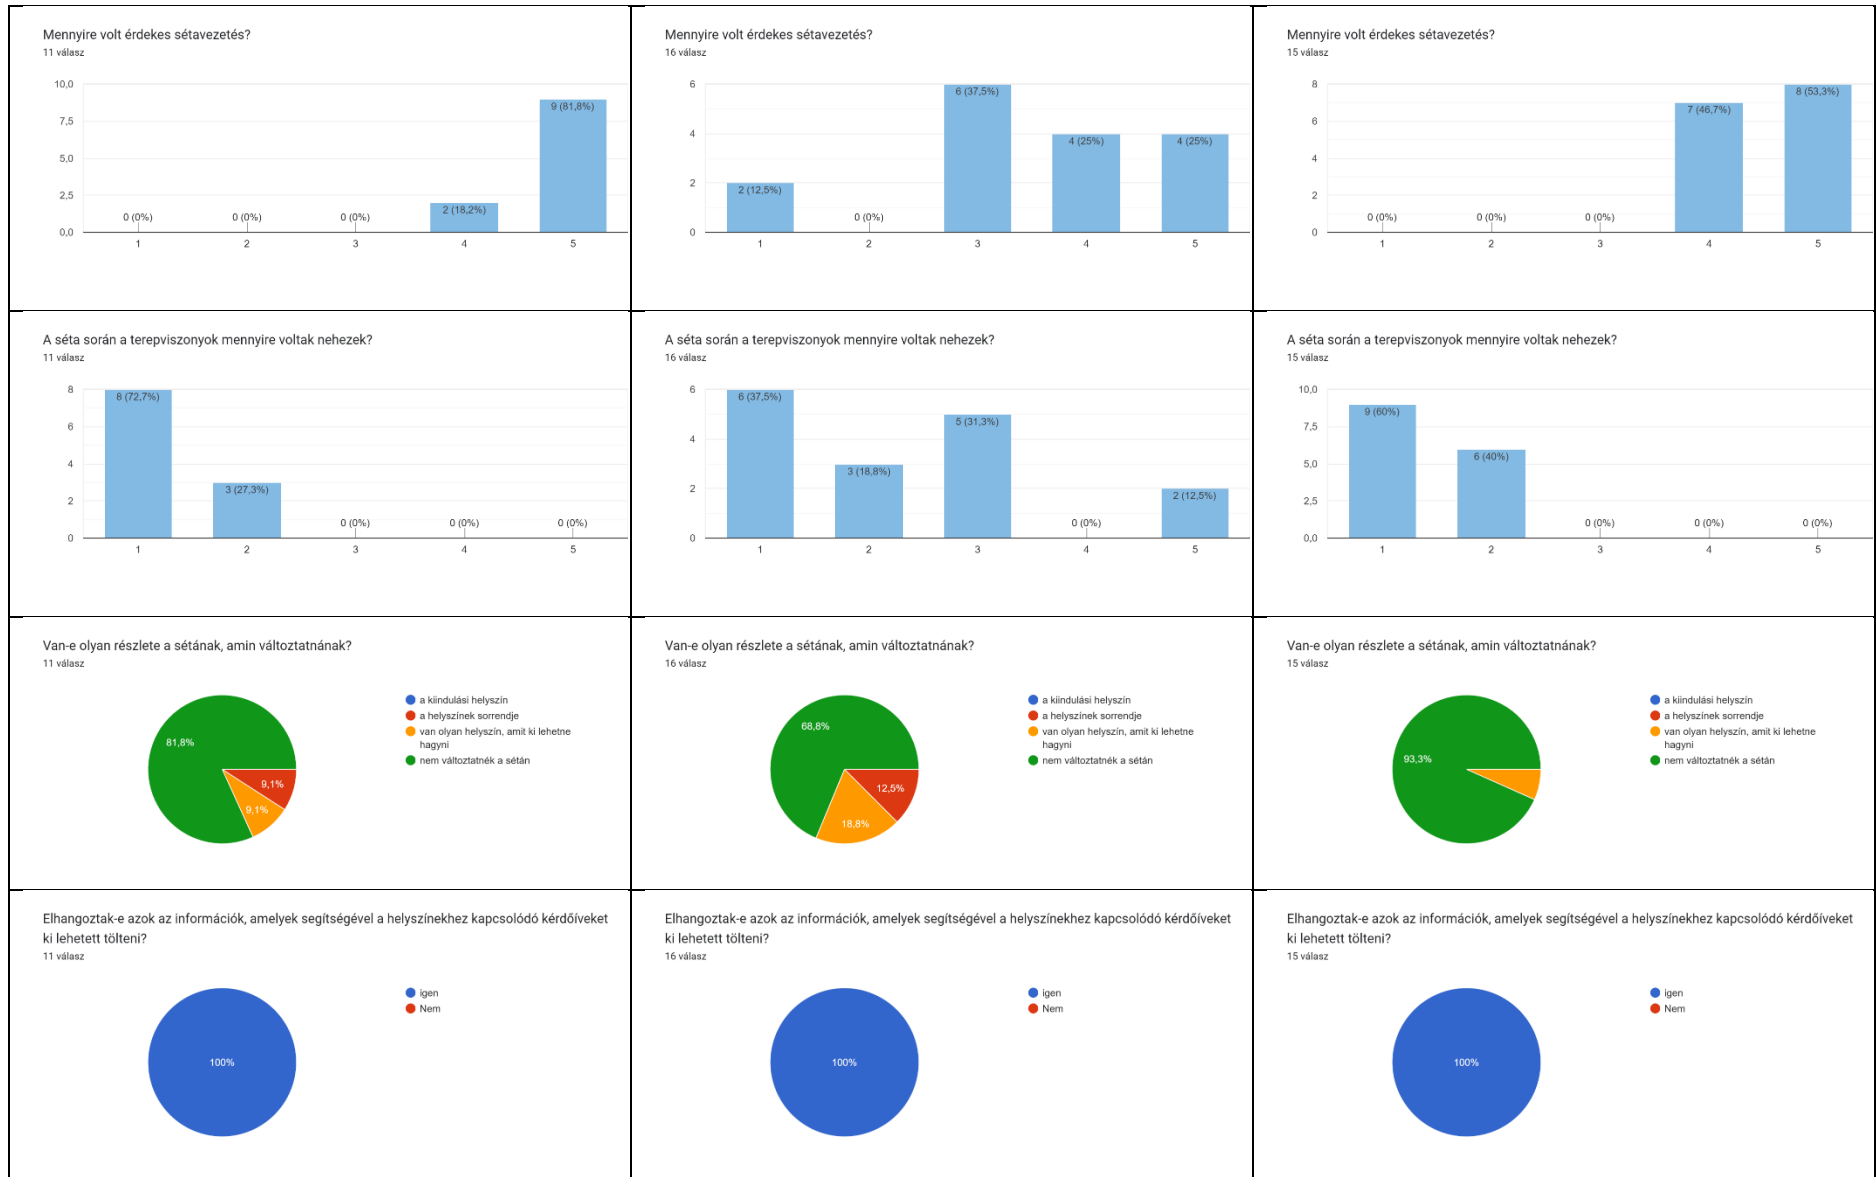 Mennyire volt érdekes sétavezetés?
11 válasz
10,0
7,5
5,0
2,5
0,0
0 (0%)
0 (0%)
0 (0%)
2 (18,2%)
9 (81,8%)
1 2 3 4 5
Mennyire volt érdekes sétavezetés?
16 válasz
6
4
2
0
2 (12,5%)
0 (0%)
6 (37,5%)
4 (25%)
4 (25%)
1 2 3 4 5
Mennyire volt érdekes sétavezetés?
15 válasz
8
6
4
2
0
0 (0%)
0 (0%)
0 (0%)
7 (46,7%)
8 (53,3%)
1 2 3 4 5
A séta során a terepviszonyok mennyire voltak nehezek?
11 válasz
8
6
4
2
0
8 (72,7%)
3 (27,3%)
0 (0%)
0 (0%)
0 (0%)
1 2 3 4 5
A séta során a terepviszonyok mennyire voltak nehezek?
16 válasz
6
4
2
0
6 (37,5%)
3 (18,8%)
5 (31,3%)
0 (0%)
2 (12,5%)
1 2 3 4 5
A séta során a terepviszonyok mennyire voltak nehezek?
15 válasz
10,0
7,5
5,0
2,5
0,0
9 (60%)
6 (40%)
0 (0%)
0 (0%)
0 (0%)
1 2 3 4 5
Van-e olyan részlete a sétának, amin változtatnának?
11 válasz
81,8%
9,1%
9,1%
a kiindulási helyszín
a helyszínek sorrendje
van olyan helyszín, amit ki lehetne
hagyni
nem változtatnék a sétán
Van-e olyan részlete a sétának, amin változtatnának?
16 válasz
68,8%
12,5%
18,8%
a kiindulási helyszín
a helyszínek sorrendje
van olyan helyszín, amit ki lehetne
hagyni
nem változtatnék a sétán
Van-e olyan részlete a sétának, amin változtatnának?
15 válasz
93,3%
a kiindulási helyszín
a helyszínek sorrendje
van olyan helyszín, amit ki lehetne
hagyni
nem változtatnék a sétán
Elhangoztak-e azok az információk, amelyek segítségével a helyszínekhez kapcsolódó kérdőíveket
ki lehetett tölteni?
11 válasz
100%
igen
Nem
Elhangoztak-e azok az információk, amelyek segítségével a helyszínekhez kapcsolódó kérdőíveket
ki lehetett tölteni?
16 válasz
100%
igen
Nem
Elhangoztak-e azok az információk, amelyek segítségével a helyszínekhez kapcsolódó kérdőíveket
ki lehetett tölteni?
15 válasz
100%
igen
Nem